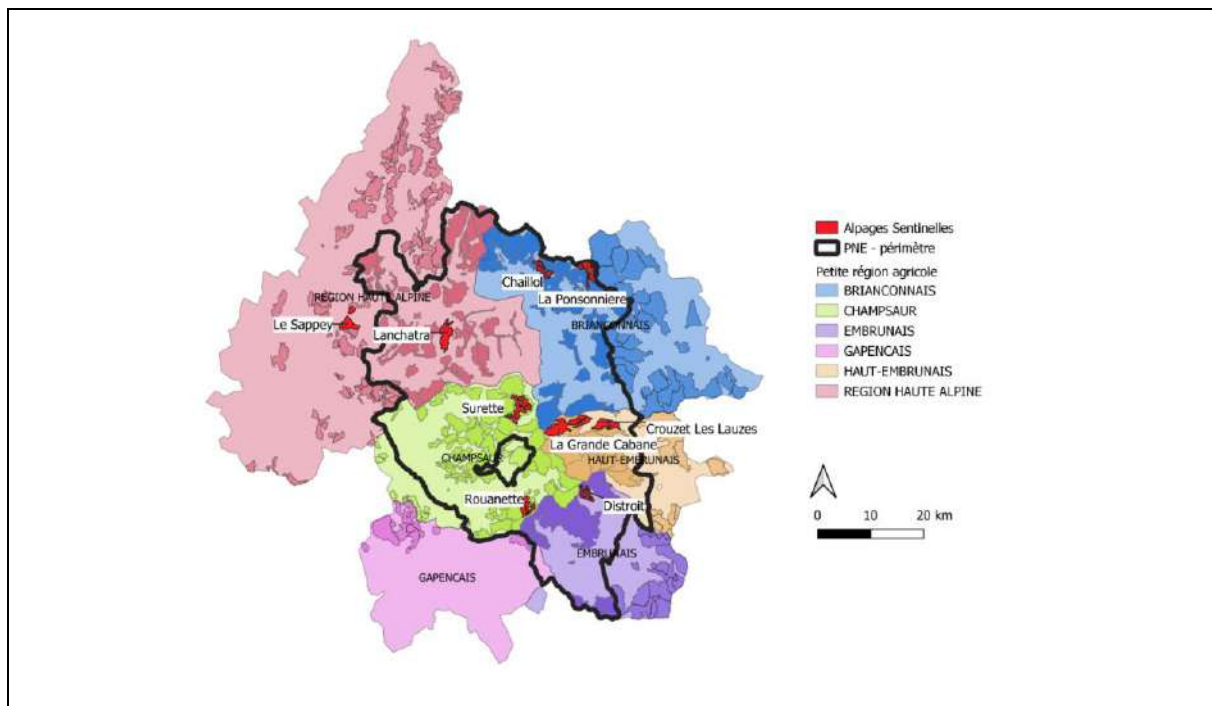 Chaillol
La Ponsonniere
REGION HAUTE ALPINE
BRIANCONNAIS
Le Sappey
Lanchatra
Surette
Crouzet Les Lauzes
La Grande Cabane
CHAMPSAUR
HAUT-EMBRUNAIS
Rouanette
Distroit
EMBRUNAIS
GAPENCAIS
Alpages Sentinelles
PNE - périmètre
Petite région agricole
BRIANCONNAIS
CHAMPSAUR
EMBRUNAIS
GAPENCAIS
HAUT-EMBRUNAIS
REGION HAUTE ALPINE
0 10 20 km